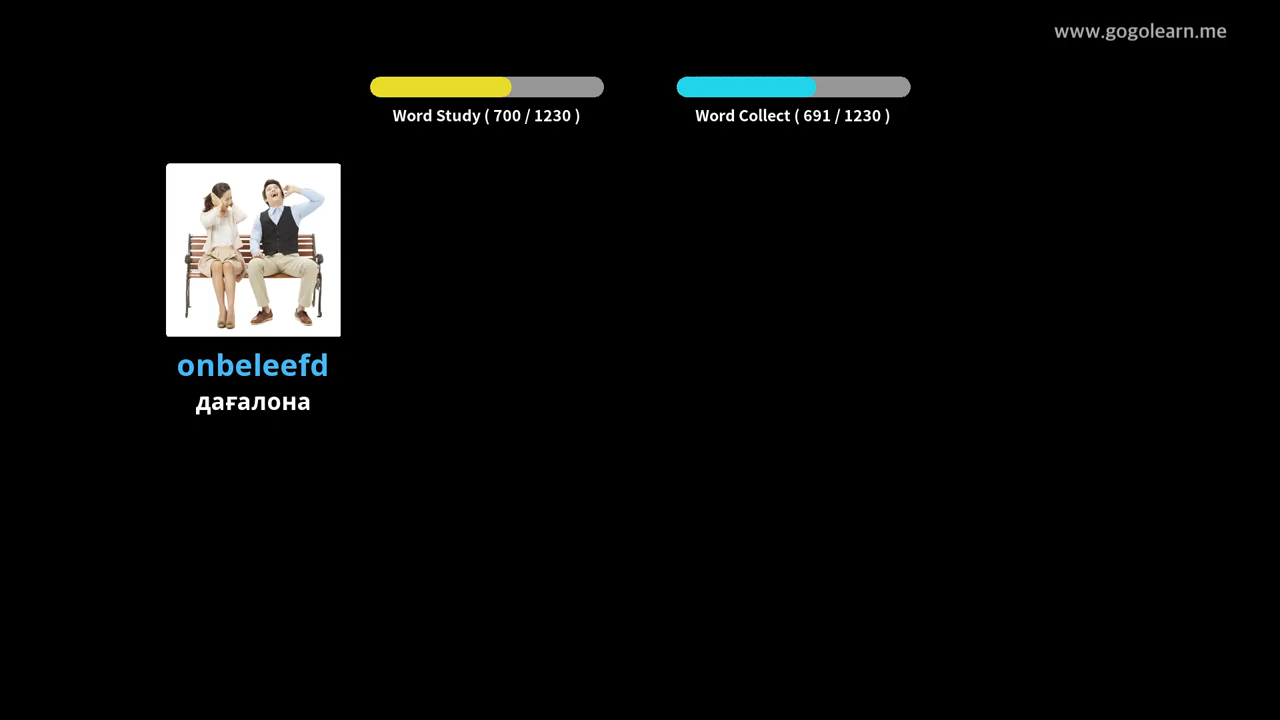 www.gogolearn.me
Word Study ( 700 / 1230 )
Word Collect ( 691 / 1230 )
onbeleefd
дағалона